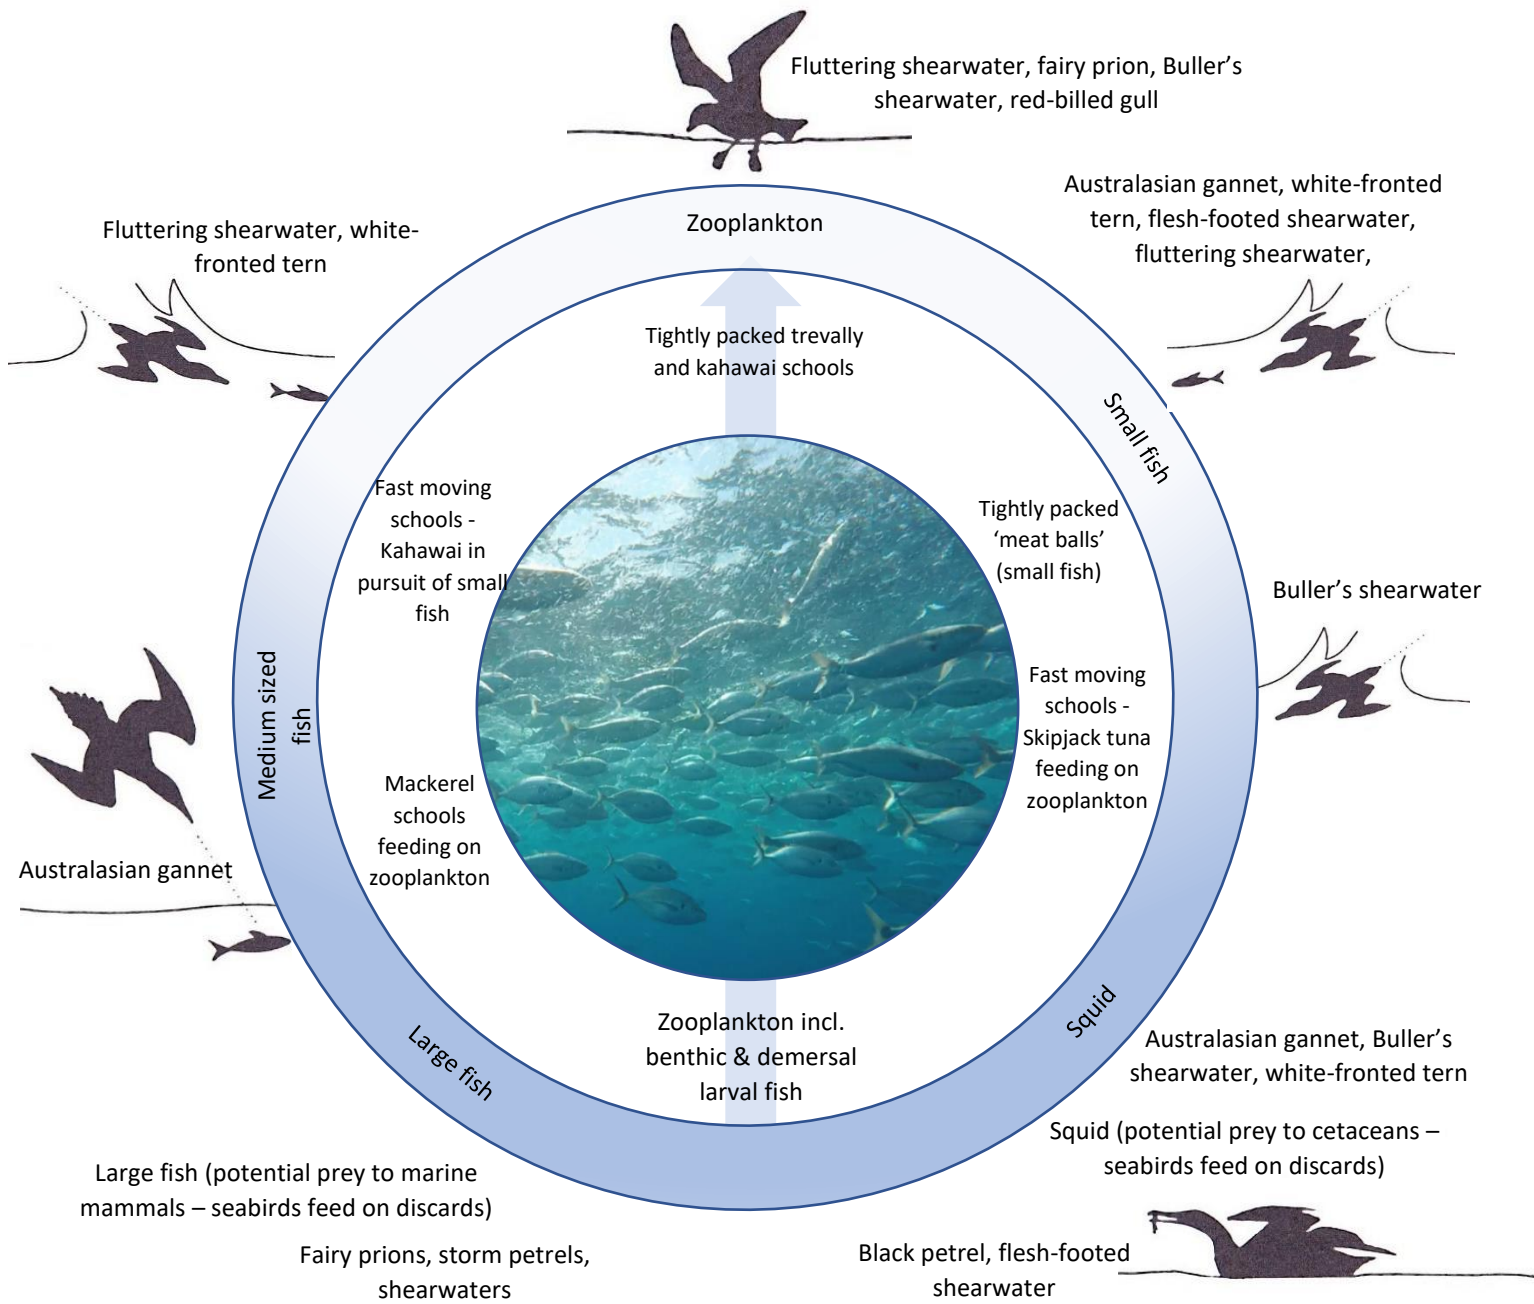 Fluttering shearwater, fairy prion, Buller’s
shearwater, red-billed gull
Australasian gannet, white-fronted
tern, flesh-footed shearwater,
fluttering shearwater,
Fluttering shearwater, white-
fronted tern
Zooplankton
Tightly packed trevally
and kahawai schools
Small fish
Fast moving
schools -
Kahawai in
pursuit of small
fish
Tightly packed
‘meat balls’
(small fish)
Buller’s shearwater
Medium sized
fish
Fast moving
schools -
Skipjack tuna
feeding on
zooplankton
Mackerel
schools
feeding on
zooplankton
Australasian gannet
Large fish
Zooplankton incl.
benthic & demersal
larval fish
Squid
Australasian gannet, Buller’s
shearwater, white-fronted tern
Squid (potential prey to cetaceans –
seabirds feed on discards)
Large fish (potential prey to marine
mammals – seabirds feed on discards)
Fairy prions, storm petrels,
shearwaters
Black petrel, flesh-footed
shearwater